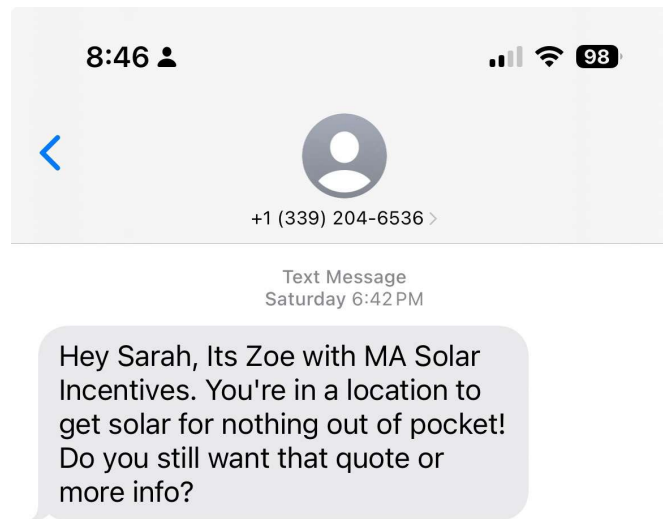 8:46
98
+1 (339) 204-6536
Text Message
Saturday 6:42 PM
Hey Sarah, Its Zoe with MA Solar
Incentives. You're in a location to
get solar for nothing out of pocket!
Do you still want that quote or
more info?